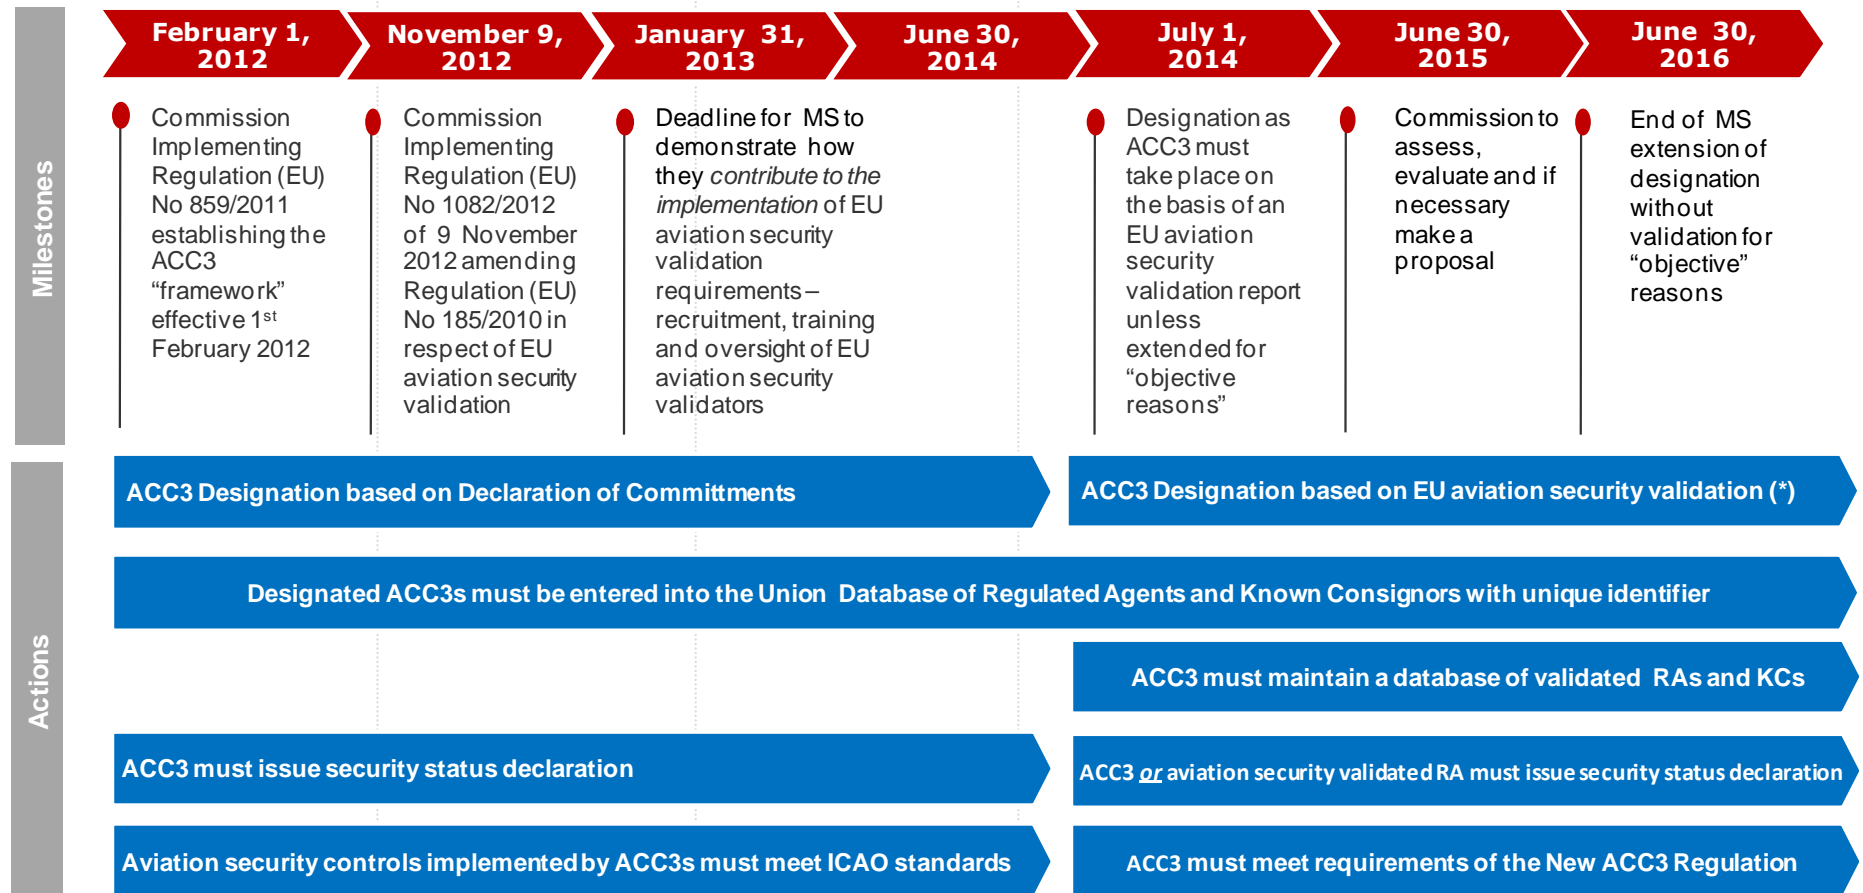 February 1,
2012
November 9,
2012
January 31,
2013
June 30,
2014
July 1,
2014
June 30,
2015
June 30,
2016
Milestones
Commission
Implementing
Regulation (EU)
No 859/2011
establishing the
ACC3
“framework”
effective 1st
February 2012
Commission
Implementing
Regulation (EU)
No 1082/2012
of 9 November
2012 amending
Regulation (EU)
No 185/2010 in
respect of EU
aviation security
validation
Deadline for MS to
demonstrate how
they contribute to the
implementation of EU
aviation security
validation
requirements –
recruitment, training
and oversight of EU
aviation security
validators
Designation as
ACC3 must
take place on
the basis of an
EU aviation
security
validation report
unless
extended for
“objective
reasons”
Commission to
assess,
evaluate and if
necessary
make a
proposal
End of MS
extension of
designation
without
validation for
“objective”
reasons
Actions
ACC3 Designation based on Declaration of Committments
ACC3 Designation based on EU aviation security validation (*)
Designated ACC3s must be entered into the Union Database of Regulated Agents and Known Consignors with unique identifier
ACC3 must maintain a database of validated RAs and KCs
ACC3 must issue security status declaration
ACC3 or aviation security validated RA must issue security status declaration
Aviation security controls implemented by ACC3s must meet ICAO standards
ACC3 must meet requirements of the New ACC3 Regulation